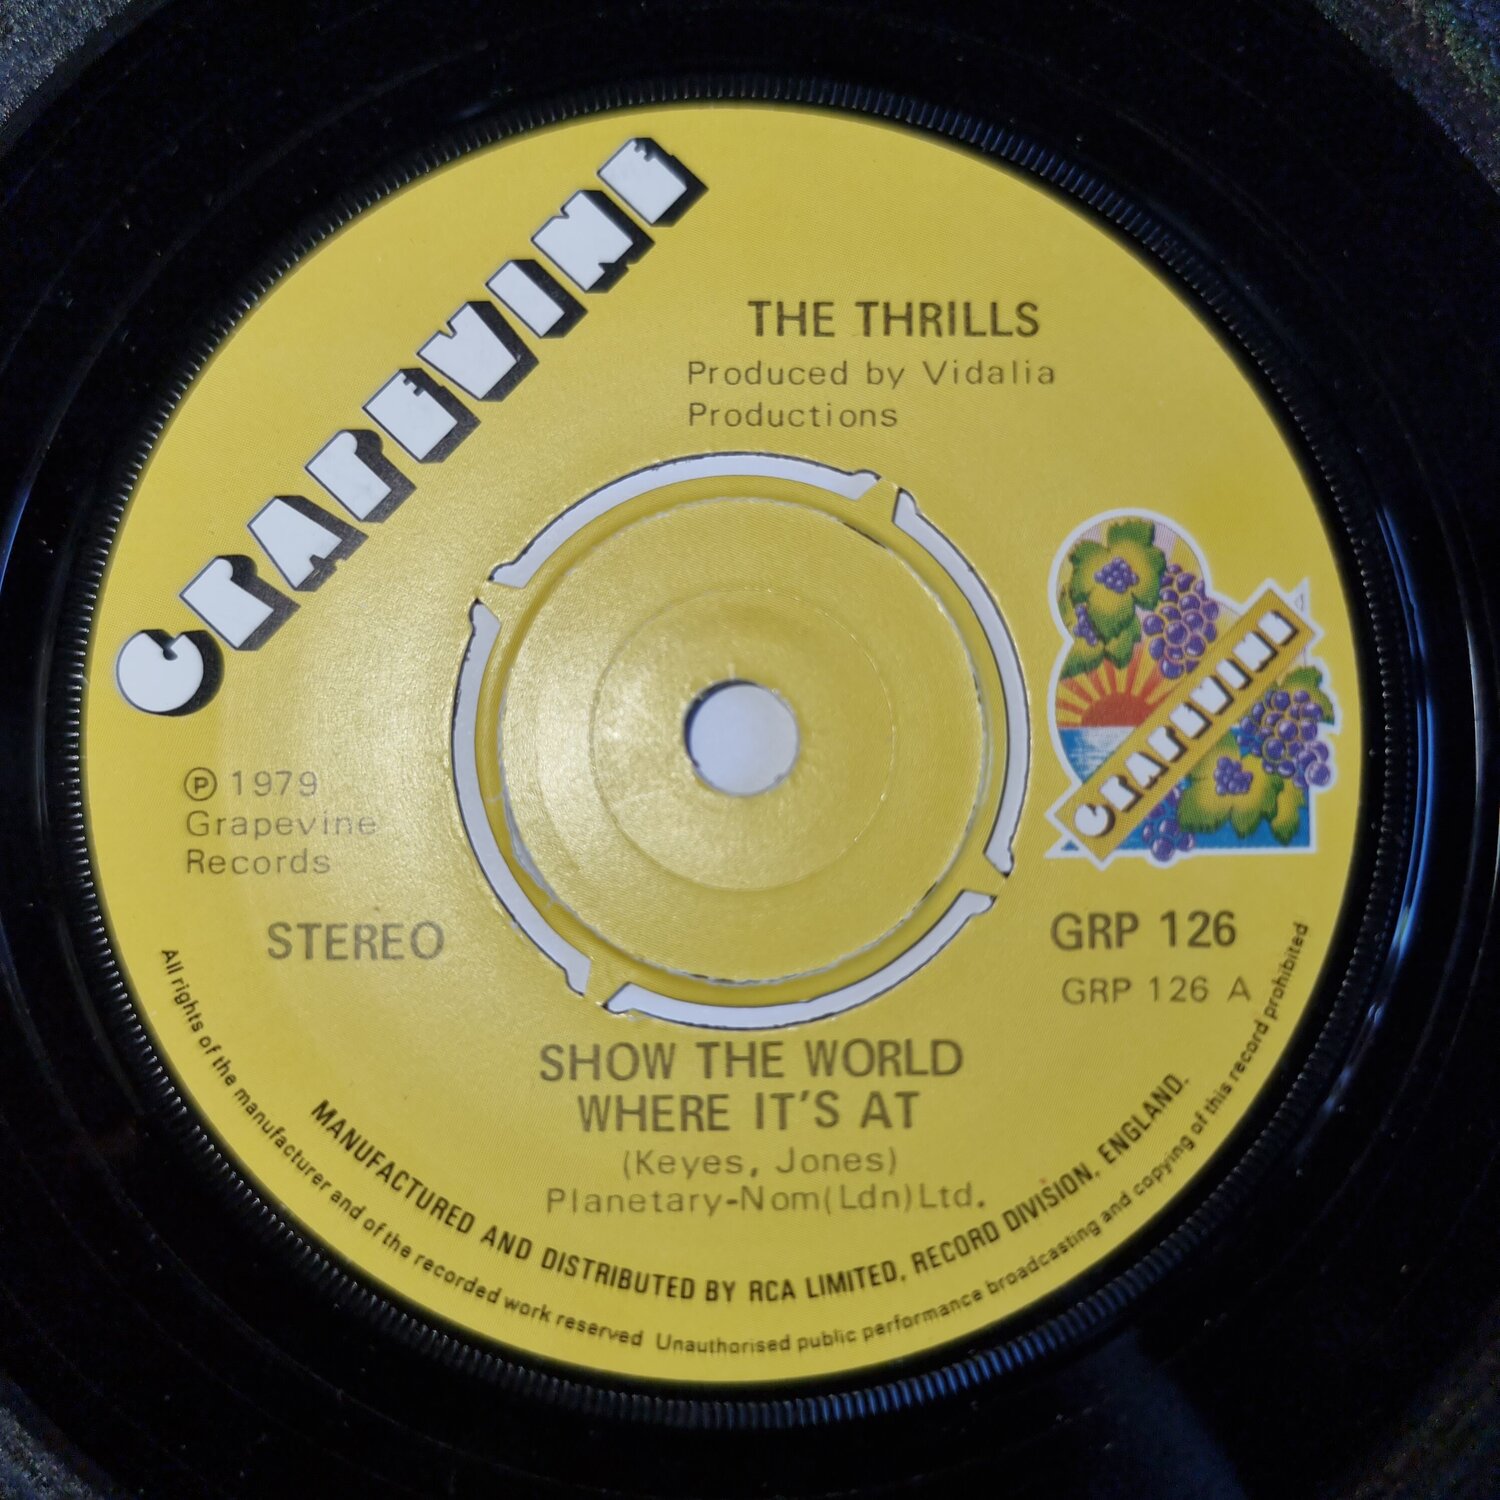 GRAPEVINE
THE THRILLS
Produced by Vidalia
Productions
GRAPEVINE
℗ 1979
Grapevine
Records
STEREO
GRP 126
GRP 126 A
SHOW THE WORLD
WHERE IT'S AT
(Keyes, Jones)
Planetary-Nom(Ldn)Ltd.
MANUFACTURED AND DISTRIBUTED BY RCA LIMITED, RECORD DIVISION, ENGLAND.
All rights of the manufacturer and of the recorded work reserved Unauthorised public performance broadcasting and copying of this record prohibited